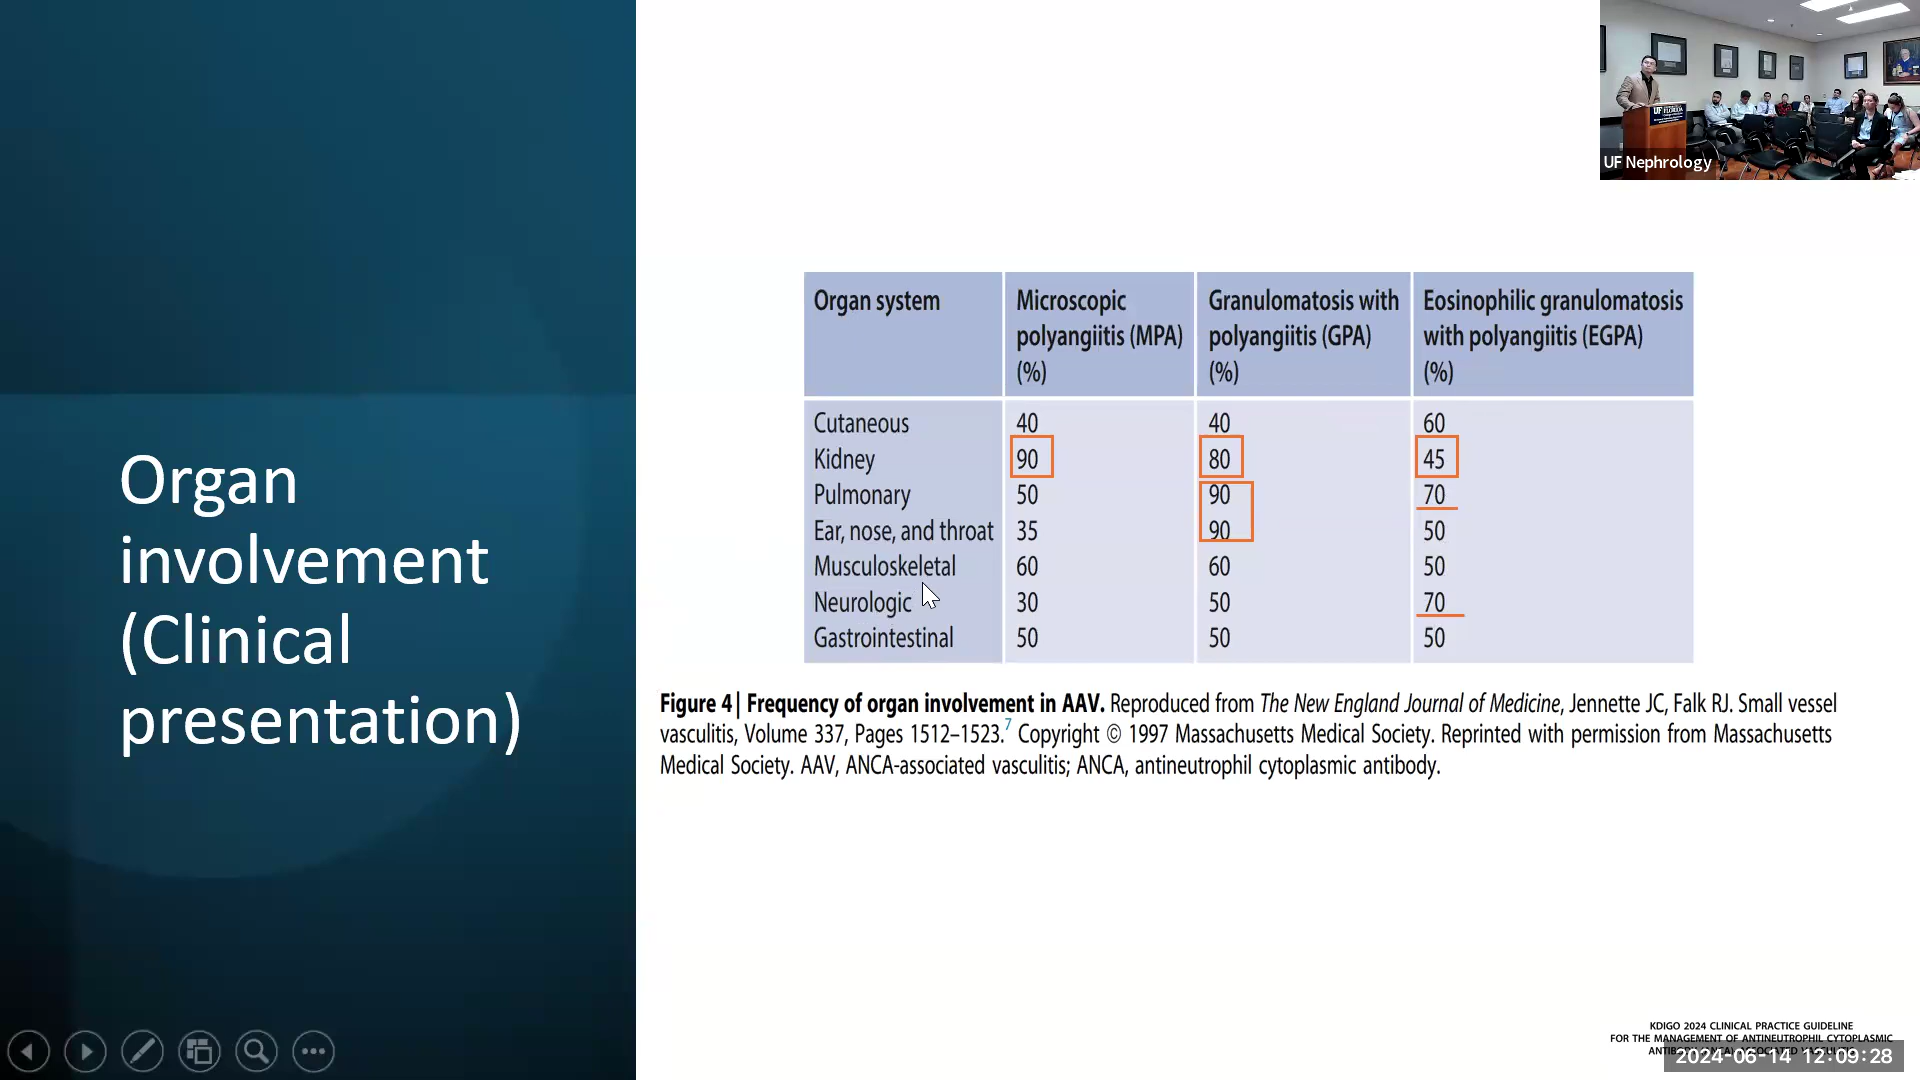 Organ
involvement
(Clinical
presentation)
UF Nephrology
UF
Organ system Microscopic polyangiitis (MPA) (%) Granulomatosis with polyangiitis (GPA) (%) Eosinophilic granulomatosis with polyangiitis (EGPA) (%)
Cutaneous 40 40 60
Kidney 90 80 45
Pulmonary 50 90 70
Ear, nose, and throat 35 90 50
Musculoskeletal 60 60 50
Neurologic 30 50 70
Gastrointestinal 50 50 50
Figure 4 | Frequency of organ involvement in AAV. Reproduced from The New England Journal of Medicine, Jennette JC, Falk RJ. Small vessel
vasculitis, Volume 337, Pages 1512–1523.7 Copyright © 1997 Massachusetts Medical Society. Reprinted with permission from Massachusetts
Medical Society. AAV, ANCA-associated vasculitis; ANCA, antineutrophil cytoplasmic antibody.
KDIGO 2024 CLINICAL PRACTICE GUIDELINE
FOR THE MANAGEMENT OF ANTINEUTROPHIL CYTOPLASMIC
2024-06-14 12:09:28